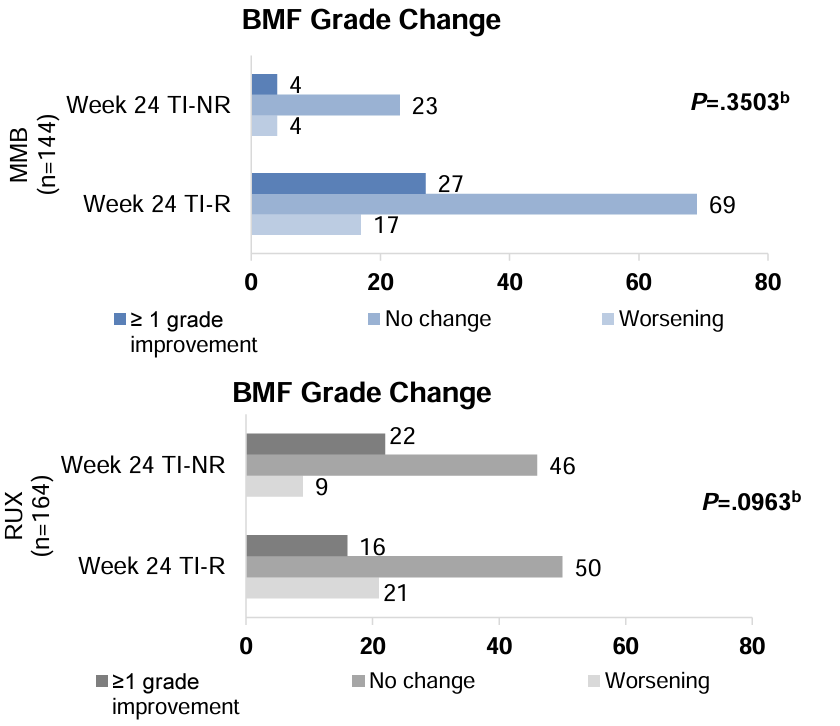 BMF Grade Change
MMB
(n=144)
Week 24 TI-NR
4
23
4
P=.3503ᵇ
Week 24 TI-R
27
69
17
0 20 40 60 80
≥ 1 grade
improvement
No change
Worsening
BMF Grade Change
RUX
(n=164)
Week 24 TI-NR
22
46
9
P=.0963ᵇ
Week 24 TI-R
16
50
21
0 20 40 60 80
≥1 grade
improvement
No change
Worsening